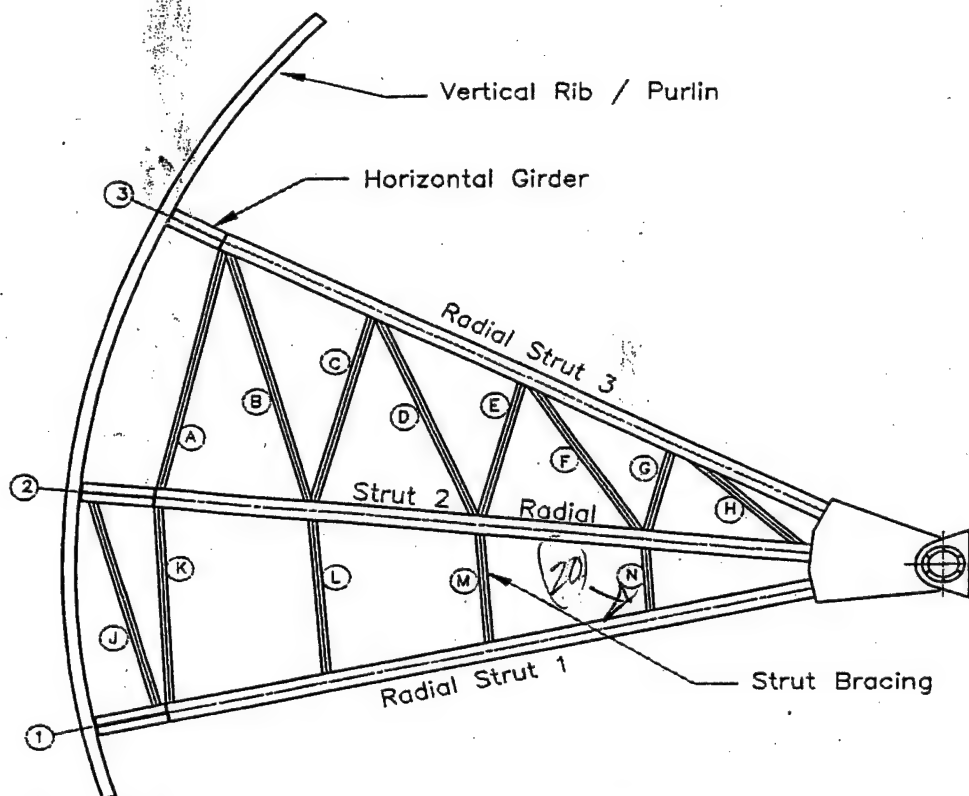 Vertical Rib / Purlin
Horizontal Girder
3
Radial Strut 3
C
B
D
E
A
F
G
H
2
Strut 2
Radial
K
L
M
(20)
N
J
Strut Bracing
Radial Strut 1
1